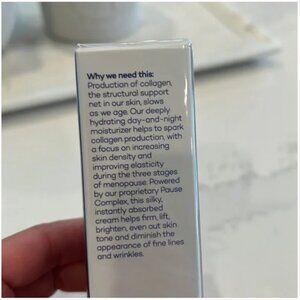 Why we need this:
Production of collagen,
the structural support
net in our skin, slows
as we age. Our deeply
hydrating day-and-night
moisturizer helps to spark
collagen production, with
a focus on increasing
skin density and
improving elasticity
during the three stages
of menopause. Powered
by our proprietary Pause
Complex, this silky,
instantly absorbed
cream helps firm, lift,
brighten, even out skin
tone and diminish the
appearance of fine lines
and wrinkles.